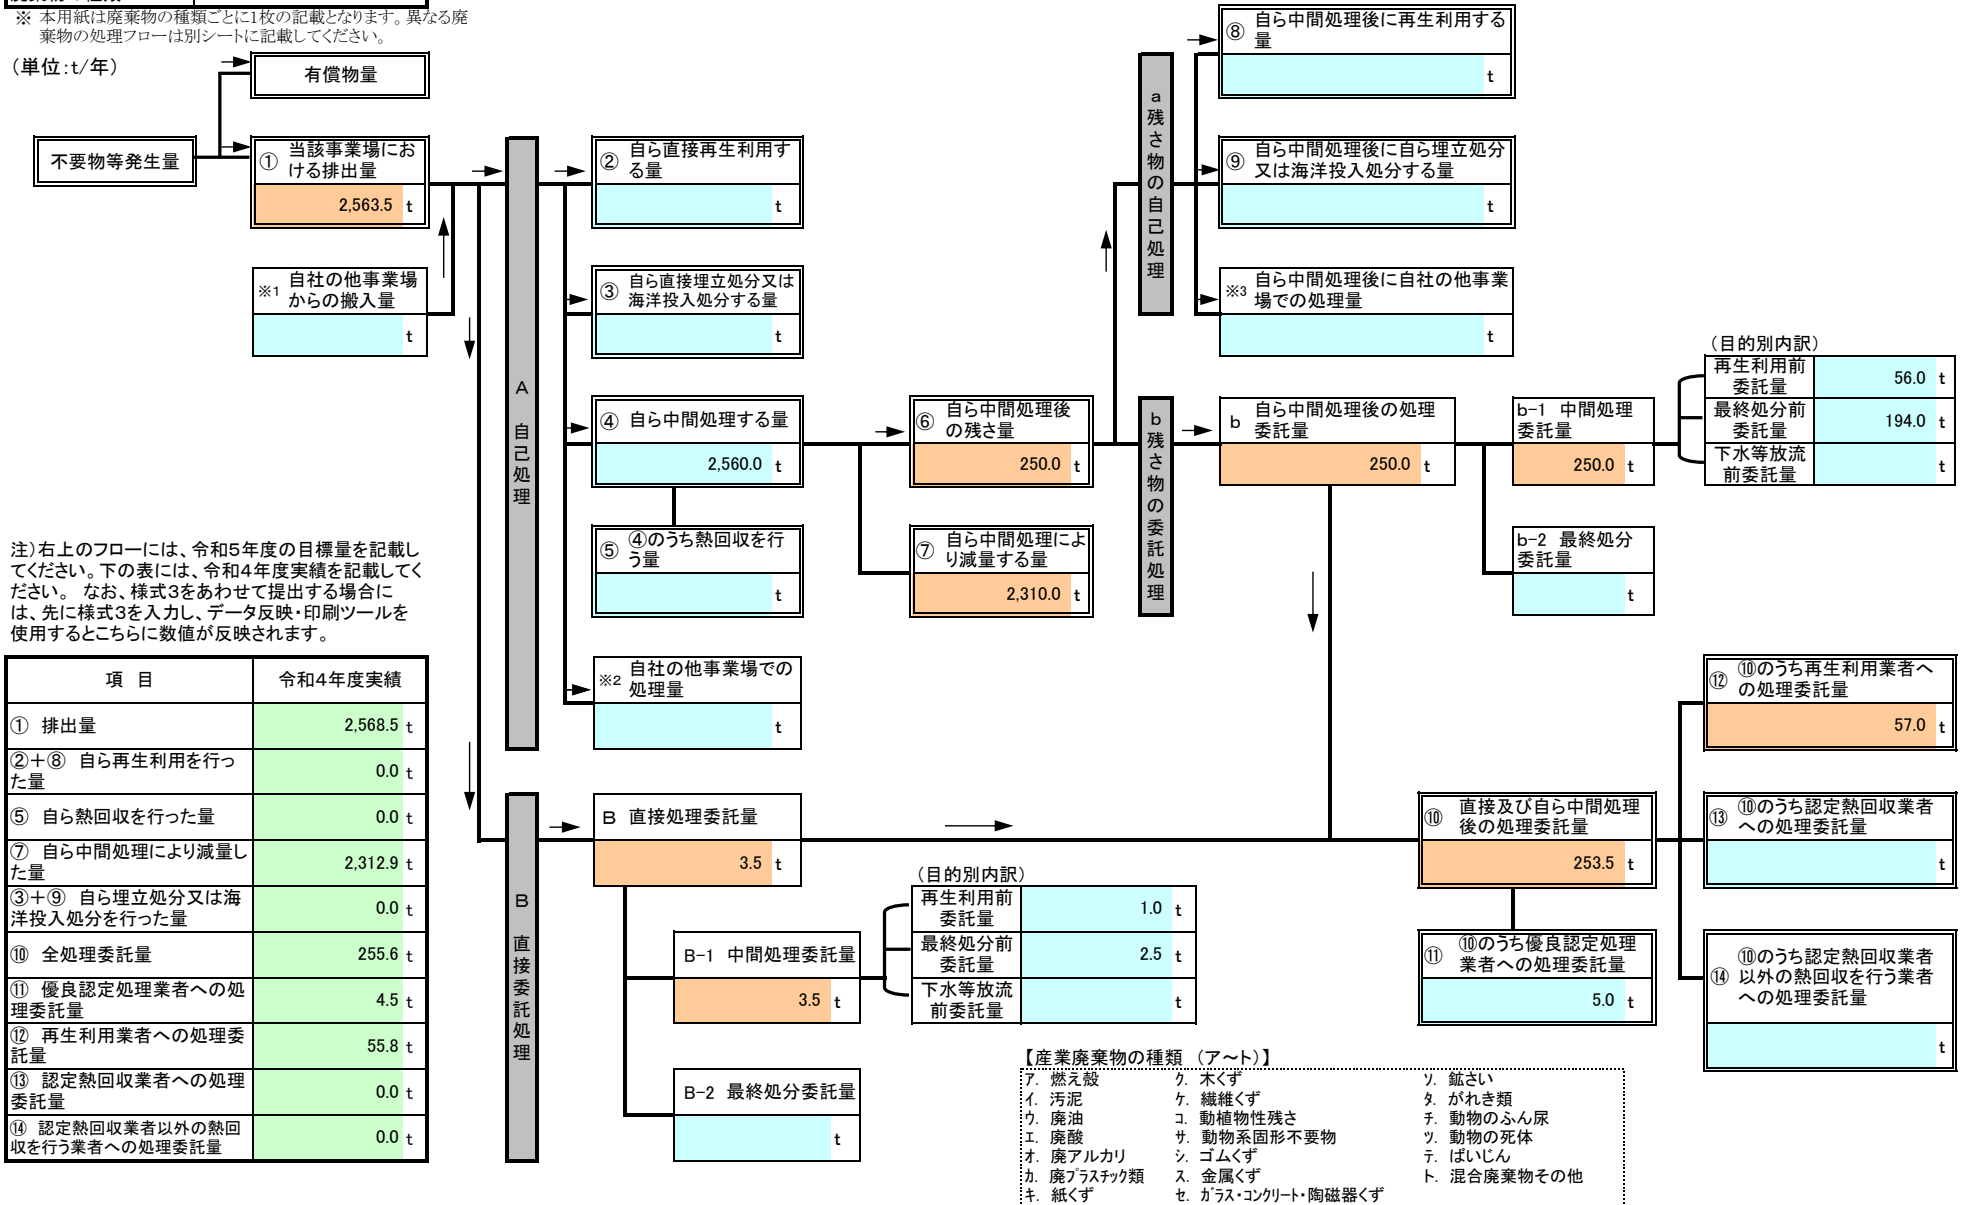 ※ 本用紙は廃棄物の種類ごとに1枚の記載となります。異なる廃
棄物の処理フローは別シートに記載してください。
（単位:t/年）
有償物量
不要物等発生量
① 当該事業場にお
ける排出量
2,563.5 t
※1 自社の他事業場
からの搬入量
t
A 自己処理
② 自ら直接再生利用す
る量
t
③ 自ら直接埋立処分又は
海洋投入処分する量
t
④ 自ら中間処理する量
2,560.0 t
⑤ ④のうち熱回収を行
う量
t
※2 自社の他事業場での
処理量
t
⑥ 自ら中間処理後
の残さ量
250.0 t
⑦ 自ら中間処理によ
り減量する量
2,310.0 t
a 残さ物の自己処理
⑧ 自ら中間処理後に再生利用する
量
t
⑨ 自ら中間処理後に自ら埋立処分
又は海洋投入処分する量
t
※3 自ら中間処理後に自社の他事業
場での処理量
t
b 残さ物の委託処理
b 自ら中間処理後の処理
委託量
250.0 t
b-1 中間処理
委託量
250.0 t
b-2 最終処分
委託量
t
（目的別内訳）
再生利用前
委託量
56.0 t
最終処分前
委託量
194.0 t
下水等放流
前委託量
t
注）右上のフローには、令和5年度の目標量を記載し
てください。下の表には、令和4年度実績を記載してく
ださい。 なお、様式3をあわせて提出する場合に
は、先に様式3を入力し、データ反映・印刷ツールを
使用するとこちらに数値が反映されます。
項 目 令和4年度実績
① 排出量 2,568.5 t
②＋⑧ 自ら再生利用を行っ
た量
0.0 t
⑤ 自ら熱回収を行った量 0.0 t
⑦ 自ら中間処理により減量し
た量
2,312.9 t
③＋⑨ 自ら埋立処分又は海
洋投入処分を行った量
0.0 t
⑩ 全処理委託量 255.6 t
⑪ 優良認定処理業者への処
理委託量
4.5 t
⑫ 再生利用業者への処理委
託量
55.8 t
⑬ 認定熱回収業者への処理
委託量
0.0 t
⑭ 認定熱回収業者以外の熱回
収を行う業者への処理委託量
0.0 t
B 直接委託処理
B 直接処理委託量
3.5 t
B-1 中間処理委託量
3.5 t
B-2 最終処分委託量
t
（目的別内訳）
再生利用前
委託量
1.0 t
最終処分前
委託量
2.5 t
下水等放流
前委託量
t
⑩ 直接及び自ら中間処理
後の処理委託量
253.5 t
⑪ ⑩のうち優良認定処理
業者への処理委託量
5.0 t
⑫ ⑩のうち再生利用業者へ
の処理委託量
57.0 t
⑬ ⑩のうち認定熱回収業者
への処理委託量
t
⑭ ⑩のうち認定熱回収業者
以外の熱回収を行う業者
への処理委託量
t
【産業廃棄物の種類 （ア～ト）】
ア. 燃え殻
イ. 汚泥
ウ. 廃油
エ. 廃酸
オ. 廃アルカリ
カ. 廃プラスチック類
キ. 紙くず
ク. 木くず
ケ. 繊維くず
コ. 動植物性残さ
サ. 動物系固形不要物
シ. ゴムくず
ス. 金属くず
セ. ガラス・コンクリート・陶磁器くず
ソ. 鉱さい
タ. がれき類
チ. 動物のふん尿
ツ. 動物の死体
テ. ばいじん
ト. 混合廃棄物その他